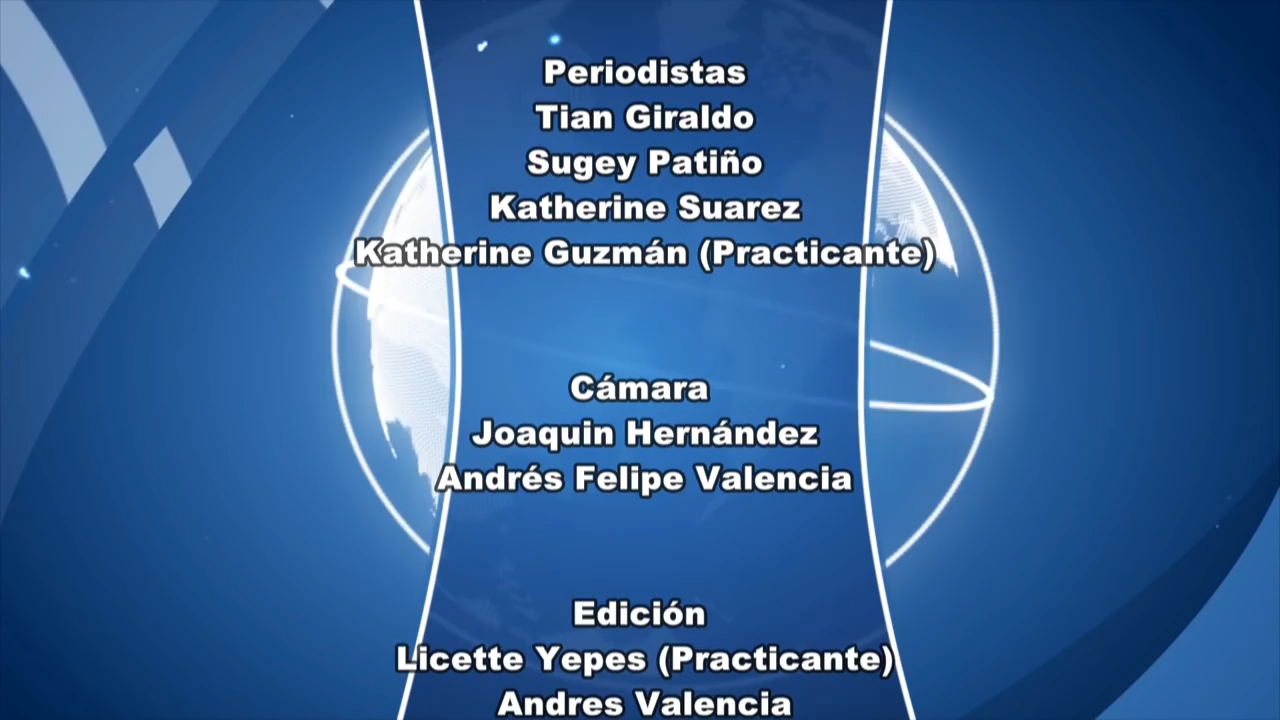 Periodistas
Tian Giraldo
Sugey Patiño
Katherine Suarez
Katherine Guzmán (Practicante)
Cámara
Joaquin Hernández
Andrés Felipe Valencia
Edición
Licette Yepes (Practicante)
Andres Valencia